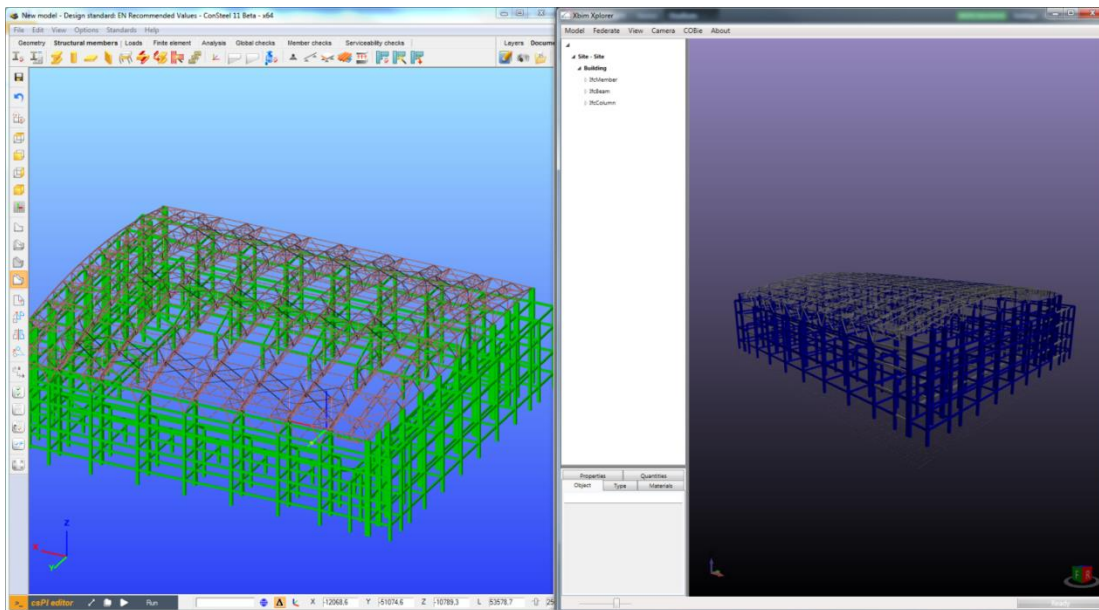 New model - Design standard: EN Recommended Values - ConSteel 11 Beta - x64
File Edit View Options Standards Help
Geometry Structural members Loads Finite element Analysis Global checks Member checks Serviceability checks Layers Docume
Z
X
Y
csPI editor Run X -12068,6 Y -51074,6 Z -10789,3 L 53578,7
Xbim Xplorer
Model Federate View Camera COBie About
Site - Site
Building
IfcMember
IfcBeam
IfcColumn
Properties Quantities
Object Type Materials
Ready